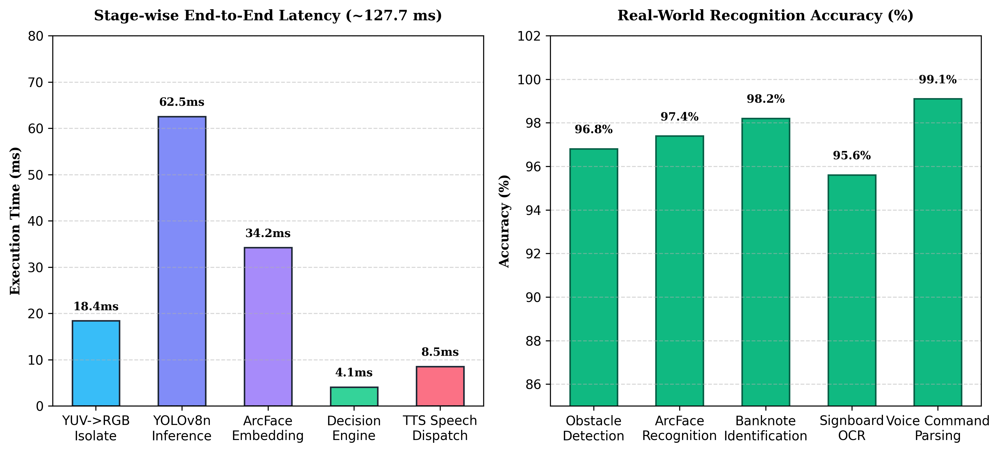 Stage-wise End-to-End Latency (~127.7 ms)
Execution Time (ms)
80
70
60
50
40
30
20
10
0
18.4ms
62.5ms
34.2ms
4.1ms
8.5ms
YUV->RGB
Isolate
YOLOv8n
Inference
ArcFace
Embedding
Decision
Engine
TTS Speech
Dispatch
Real-World Recognition Accuracy (%)
Accuracy (%)
102
100
98
96
94
92
90
88
86
96.8%
97.4%
98.2%
95.6%
99.1%
Obstacle
Detection
ArcFace
Recognition
Banknote
Identification
Signboard
OCR
Voice Command
Parsing